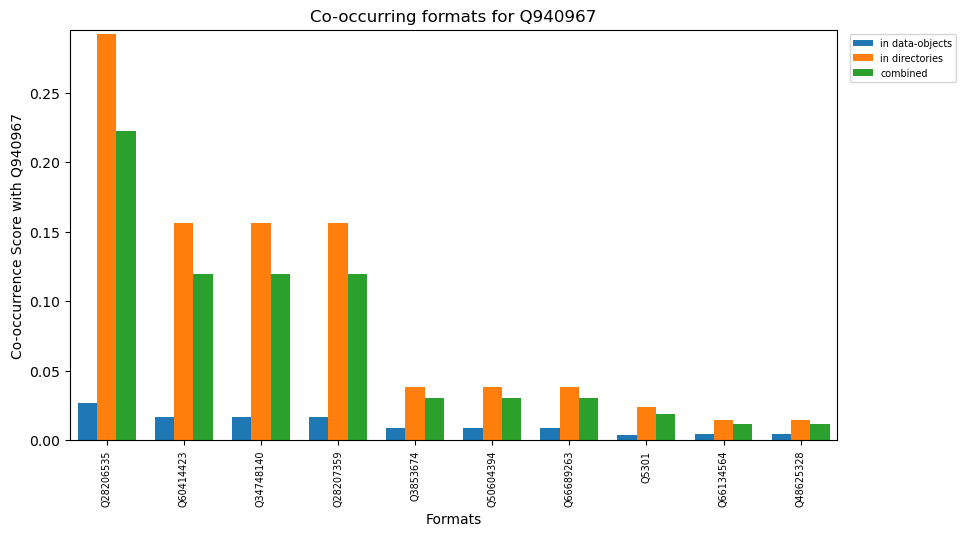 Co-occurring formats for Q940967
in data-objects
in directories
combined
Co-occurrence Score with Q940967
0.25
0.20
0.15
0.10
0.05
0.00
Q28206535
Q60414423
Q34748140
Q28207359
Q3853674
Q50604394
Q66689263
Q5301
Q66134564
Q48625328
Formats